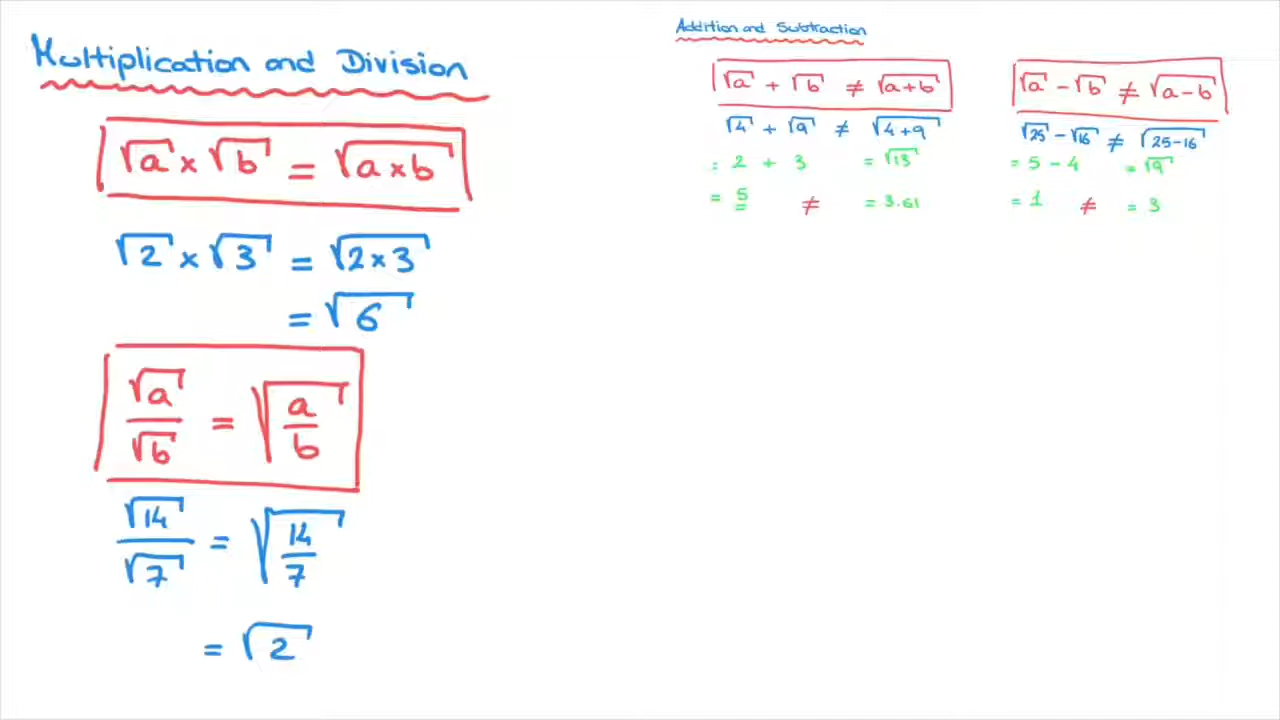 Multiplication and Division
√a × √b = √a×b
√2 × √3 = √2×3
= √6
√a/√b = √a/b
√14/√7 = √14/7
= √2
Addition and Subtraction
√a + √b ≠ √a+b
√4 + √9 ≠ √4+9
= 2 + 3 = √13
= 5 ≠ = 3.61
√a - √b ≠ √a-b
√25 - √16 ≠ √25-16
= 5 - 4 = √9
= 1 ≠ = 3